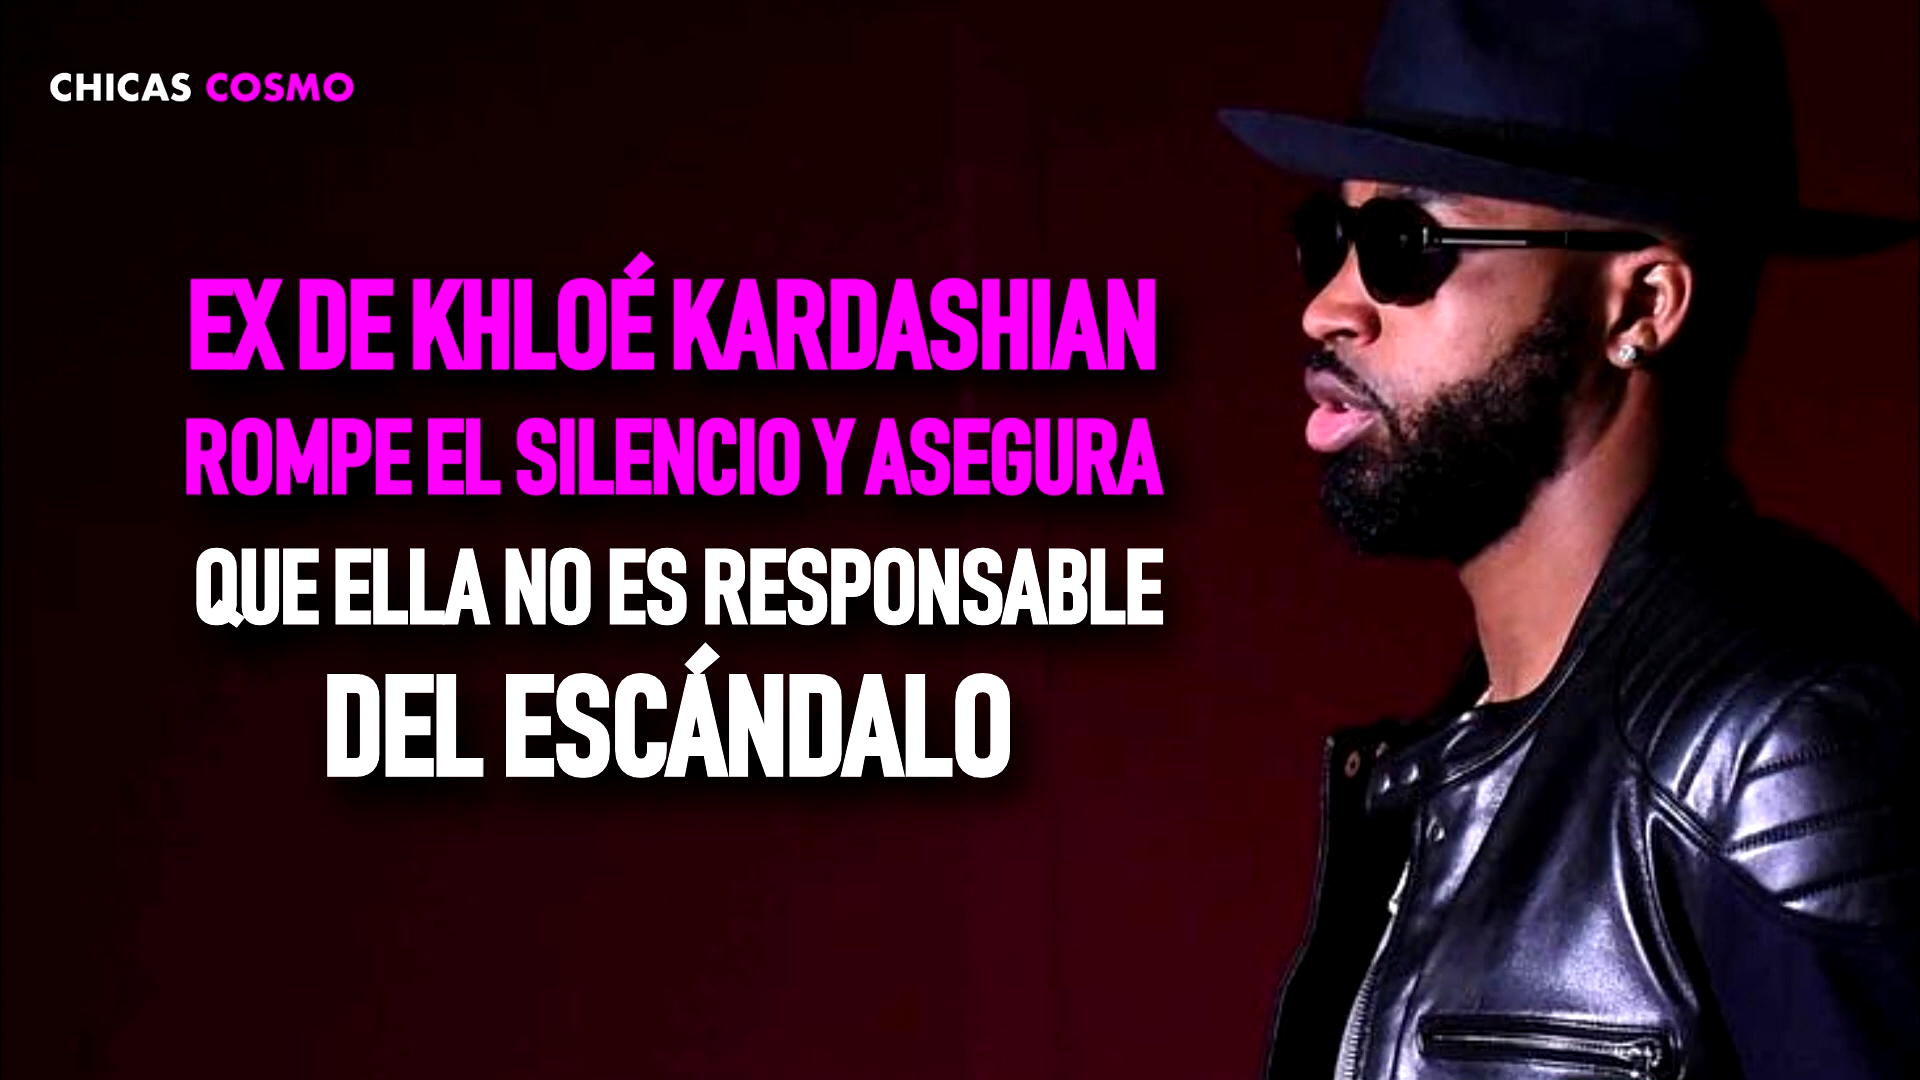 CHICAS COSMO
EX DE KHLOÉ KARDASHIAN
ROMPE EL SILENCIO Y ASEGURA
QUE ELLA NO ES RESPONSABLE
DEL ESCÁNDALO